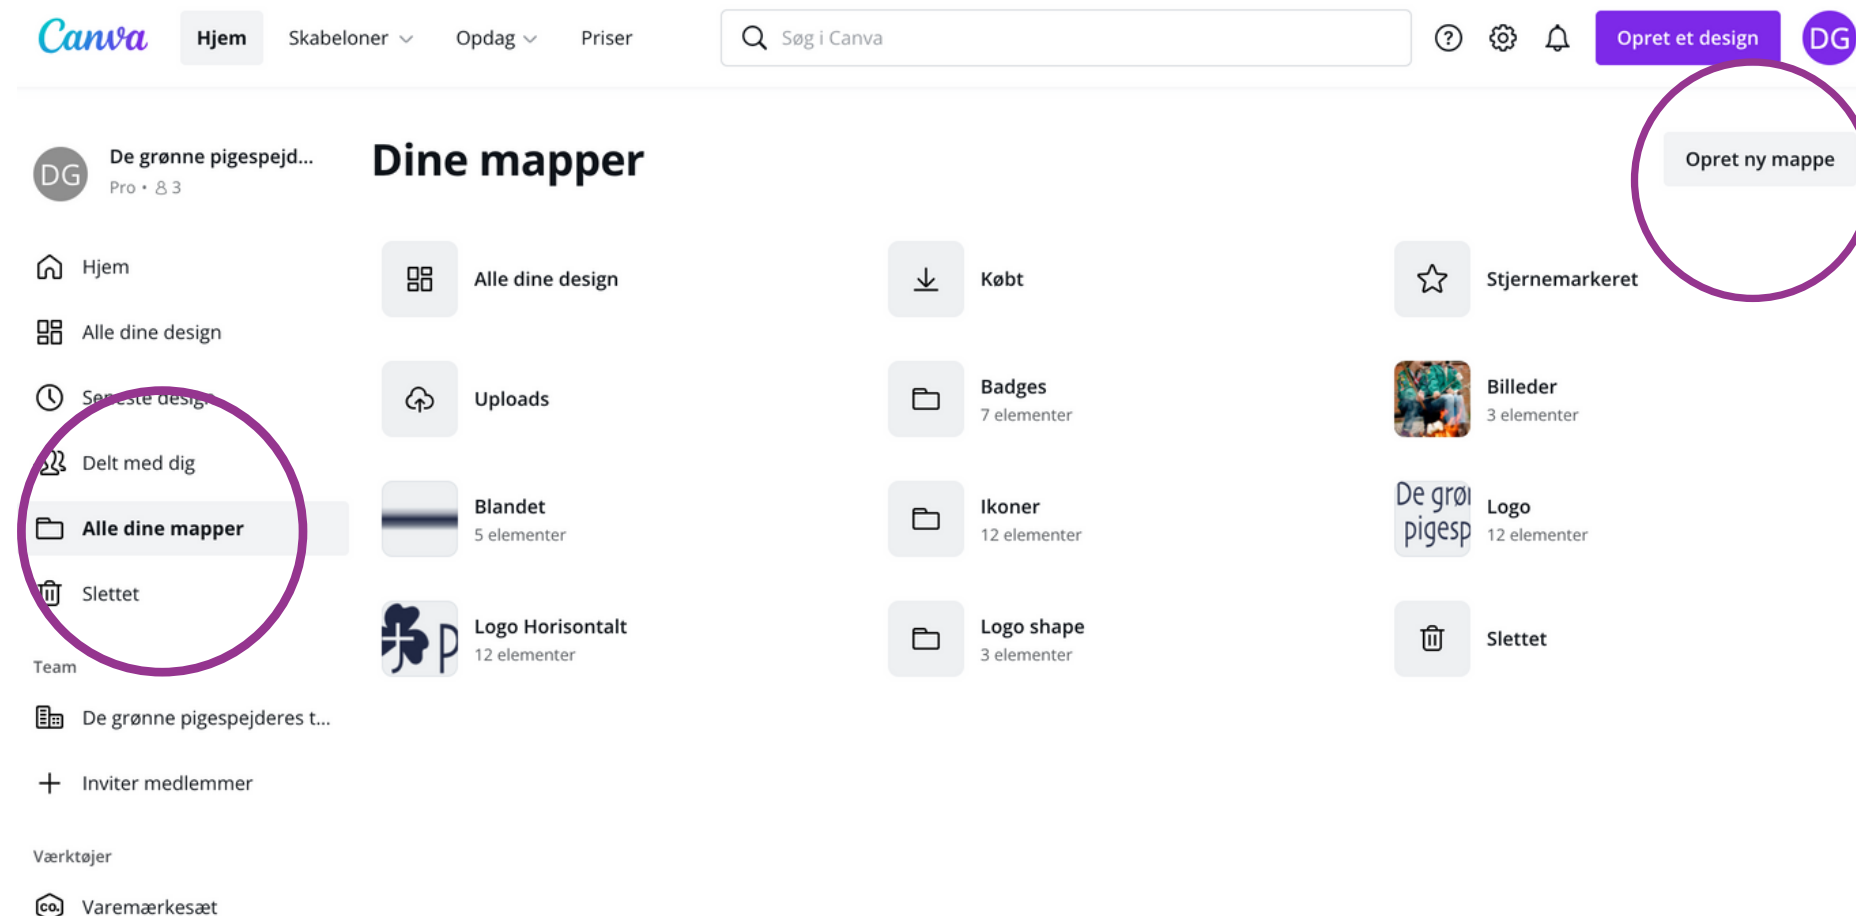 Canva
Hjem
Skabeloner
Opdag
Priser
Søg i Canva
Opret et design
DG
DG
De grønne pigespejd...
Pro • 3
Dine mapper
Opret ny mappe
Hjem
Alle dine design
Seneste design
Delt med dig
Alle dine mapper
Slettet
Team
De grønne pigespejderes t...
Inviter medlemmer
Værktøjer
CO.
Varemærkesæt
Alle dine design
Købt
Stjernemarkeret
Uploads
Badges
7 elementer
Billeder
3 elementer
Blandet
5 elementer
Ikoner
12 elementer
De grø
pigesp
Logo
12 elementer
P
Logo Horisontalt
12 elementer
Logo shape
3 elementer
Slettet